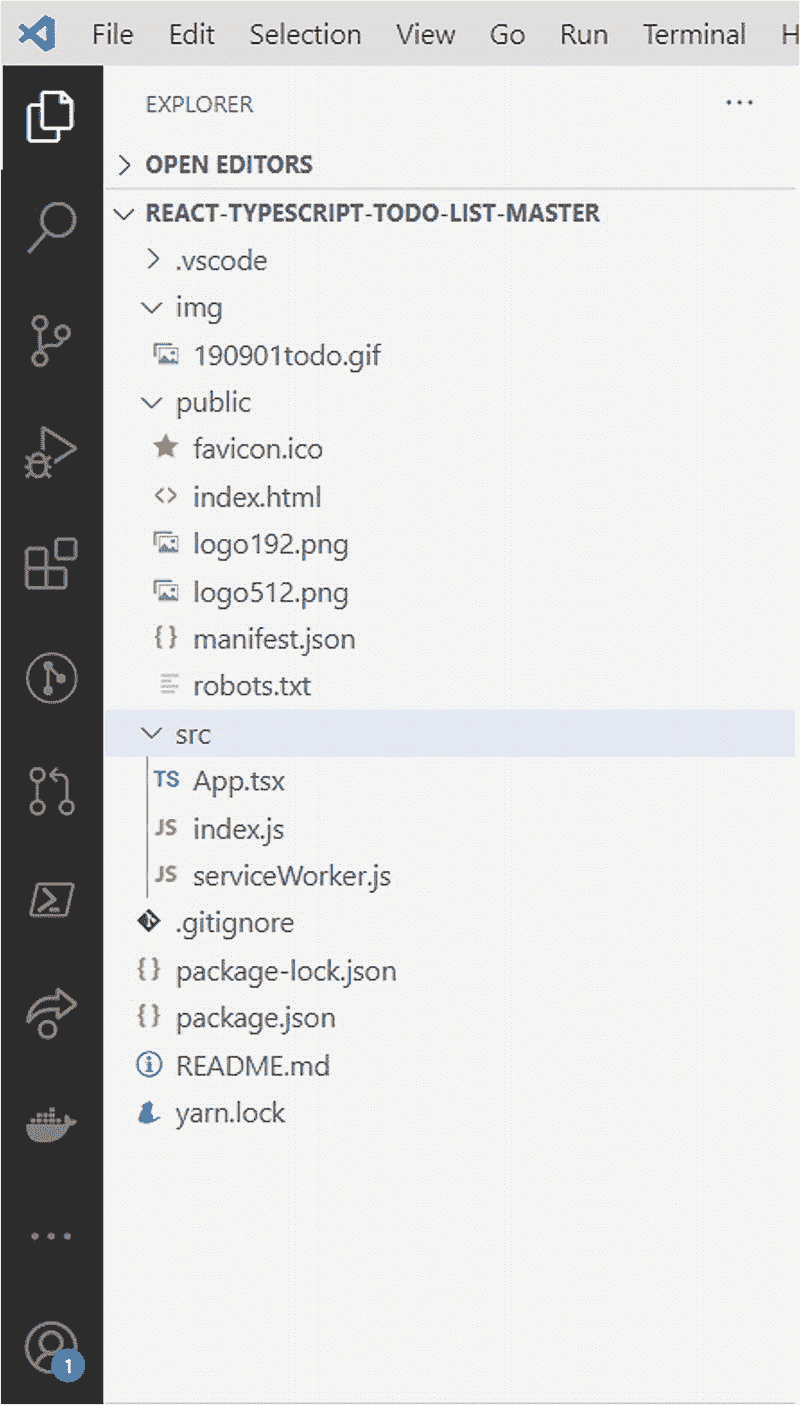 File Edit Selection View Go Run Terminal H
EXPLORER
OPEN EDITORS
REACT-TYPESCRIPT-TODO-LIST-MASTER
.vscode
img
190901todo.gif
public
favicon.ico
index.html
logo192.png
logo512.png
{} manifest.json
robots.txt
src
TS App.tsx
JS index.js
JS serviceWorker.js
.gitignore
{} package-lock.json
{} package.json
README.md
yarn.lock
1